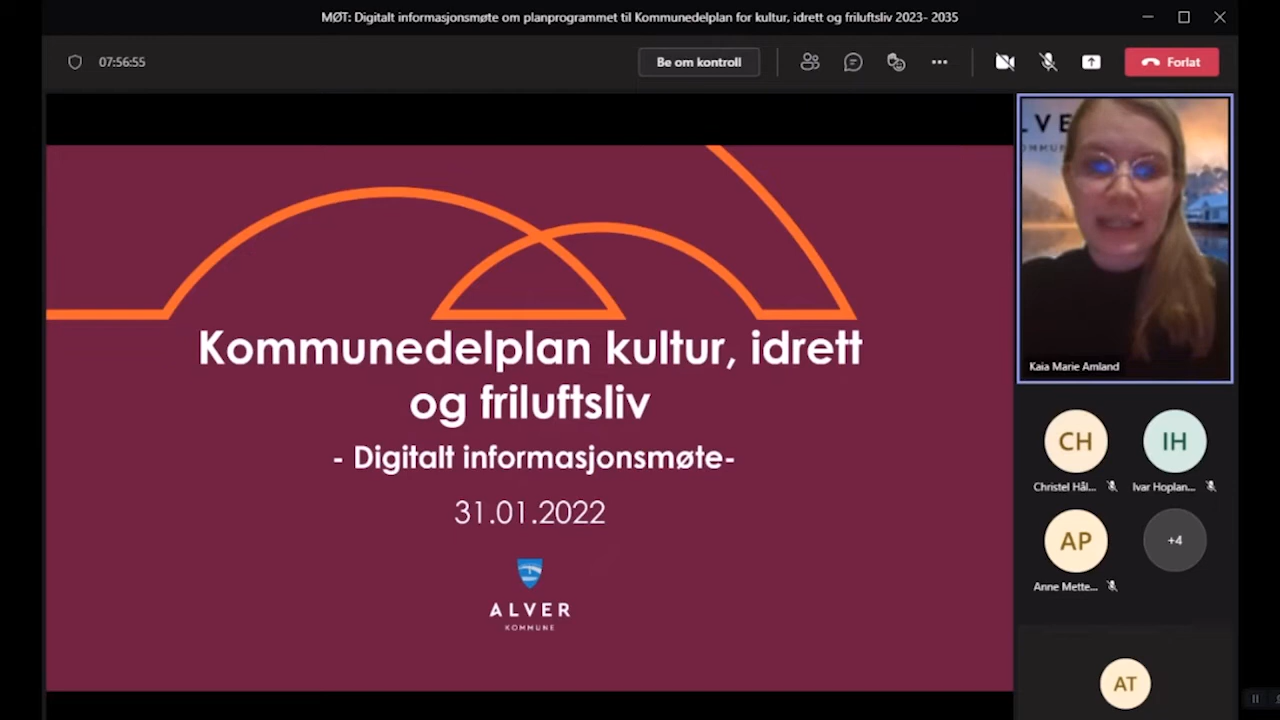 MØT: Digitalt informasjonsmøte om planprogrammet til Kommunedelplan for kultur, idrett og friluftsliv 2023- 2035
07:56:55
Be om kontroll
Forlat
Kommunedelplan kultur, idrett
og friluftsliv
- Digitalt informasjonsmøte-
31.01.2022
ALVER
KOMMUNE
LVE
OMMUN
Kaia Marie Amland
CH
IH
Christel Hål...
Ivar Hoplan...
AP
+4
Anne Mette...
AT